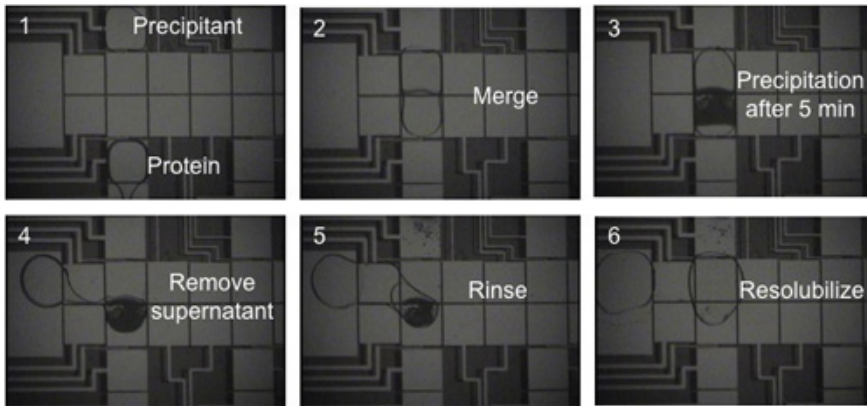 1
Precipitant
Protein
2
Merge
3
Precipitation
after 5 min
4
Remove
supernatant
5
Rinse
6
Resolubilize